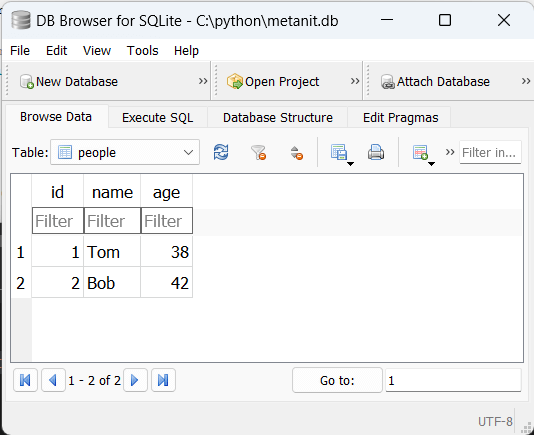 DB Browser for SQLite - C:\python\metanit.db
File Edit View Tools Help
New Database >> Open Project >> Attach Database >>
Browse Data Execute SQL Database Structure Edit Pragmas
Table: people >> Filter in...
id name age
Filter Filter Filter
1 1 Tom 38
2 2 Bob 42
1 - 2 of 2 Go to: 1
UTF-8